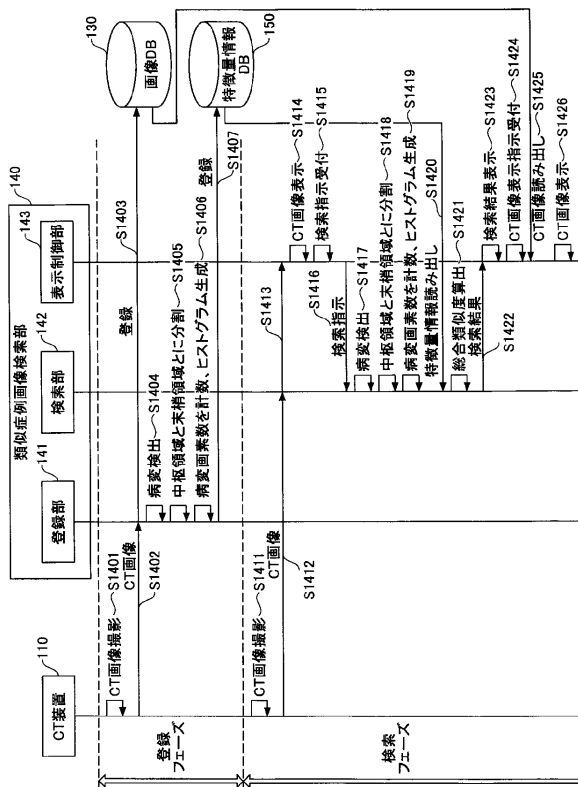 140
類似症例画像検索部
110
CT装置
141
登録部
142
検索部
143
表示制御部
130
画像DB
150
特徴量情報
DB
登録
フェーズ
CT画像撮影
S1401
CT画像
S1402
登録
S1403
病変検出
S1404
中枢領域と末梢領域とに分割
S1405
病変画素数を計数、ヒストグラム生成
S1406
登録
S1407
検索
フェーズ
CT画像撮影
S1411
CT画像
S1412
S1413
CT画像表示
S1414
検索指示受付
S1415
検索指示
S1416
病変検出
S1417
中枢領域と末梢領域とに分割
S1418
病変画素数を計数、ヒストグラム生成
S1419
特徴量情報読み出し
S1420
総合類似度算出
S1421
検索結果
S1422
検索結果表示
S1423
CT画像表示指示受付
S1424
CT画像読み出し
S1425
CT画像表示
S1426